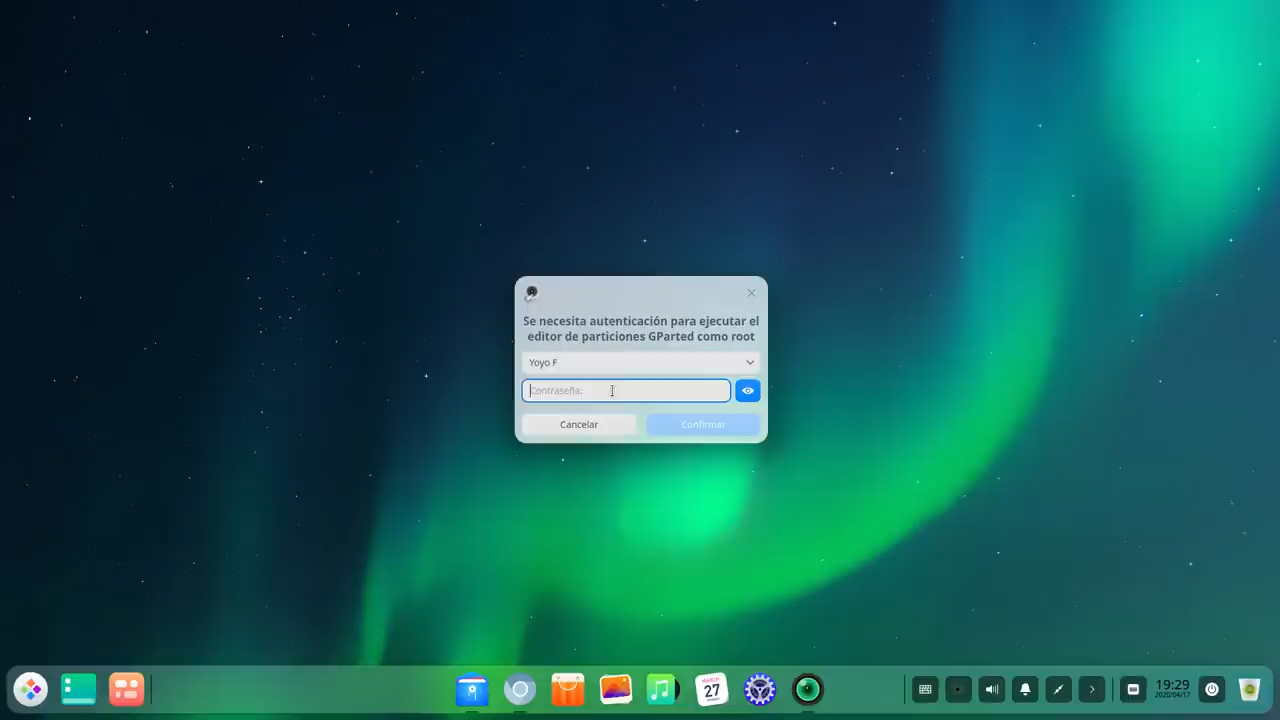 Se necesita autenticación para ejecutar el
editor de particiones GParted como root
Yoyo F
Contraseña:
Cancelar
Confirmar
MARCH
27
19:29
2020/04/17